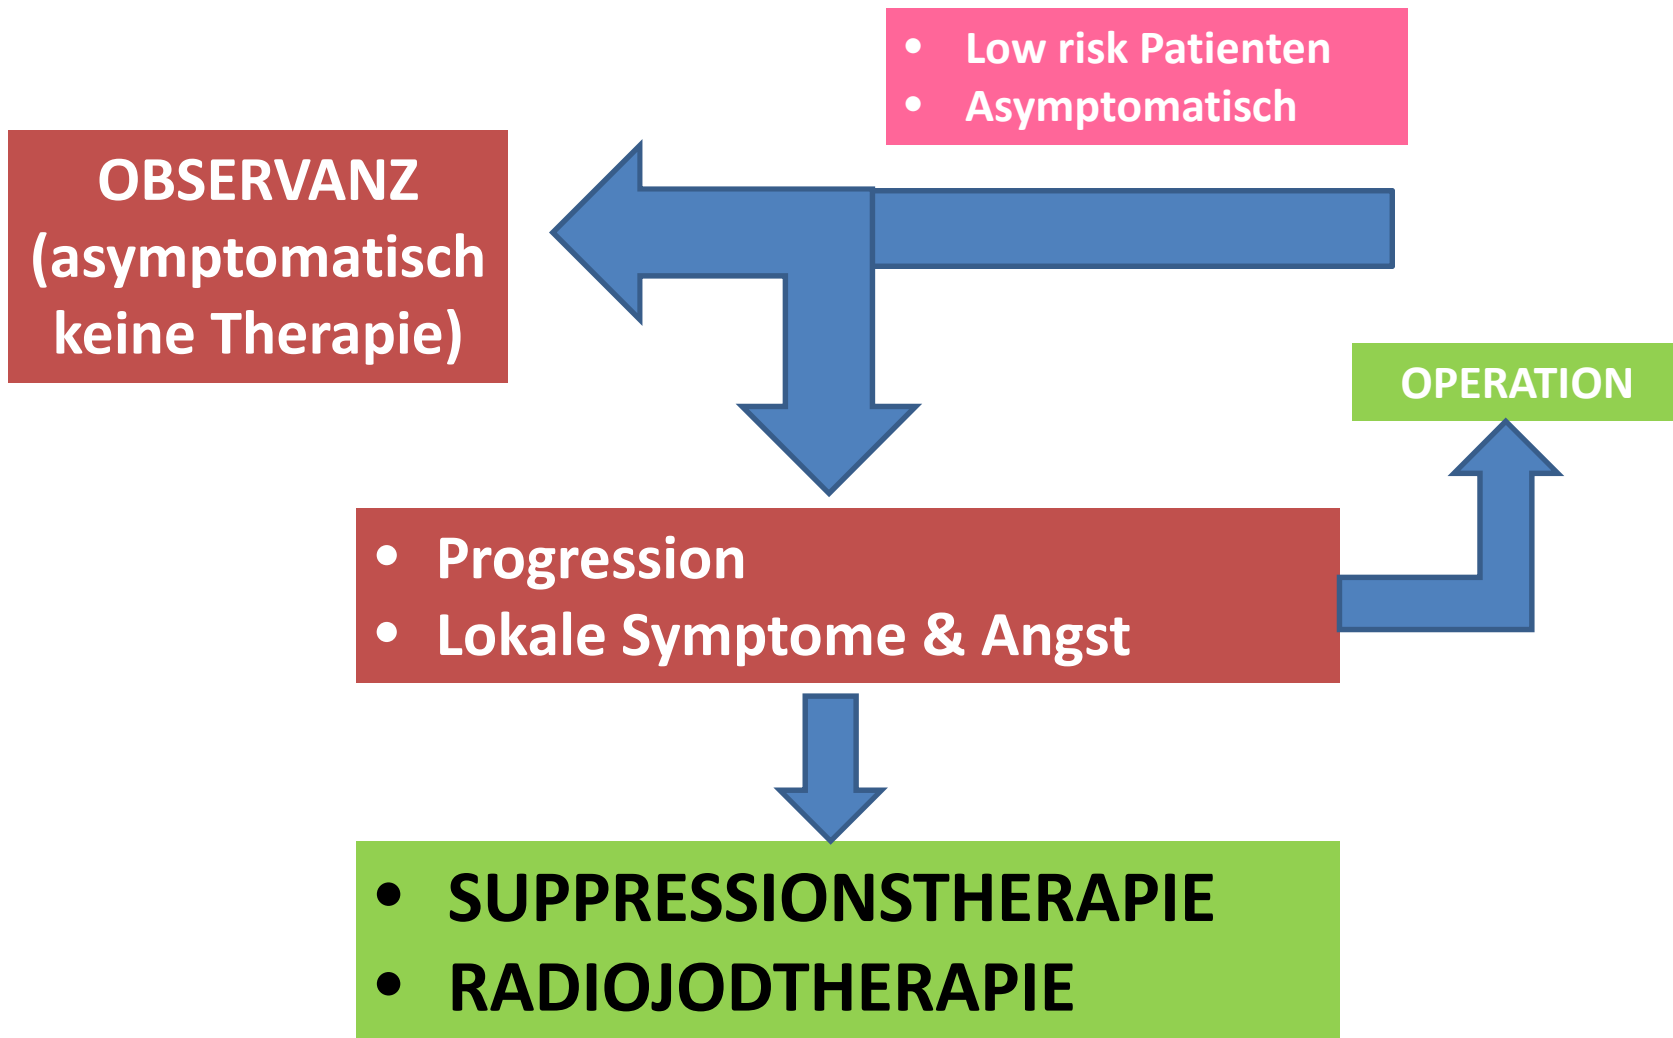 • Low risk Patienten
• Asymptomatisch
OBSERVANZ
(asymptomatisch
keine Therapie)
OPERATION
• Progression
• Lokale Symptome & Angst
• SUPPRESSIONSTHERAPIE
• RADIOJODTHERAPIE